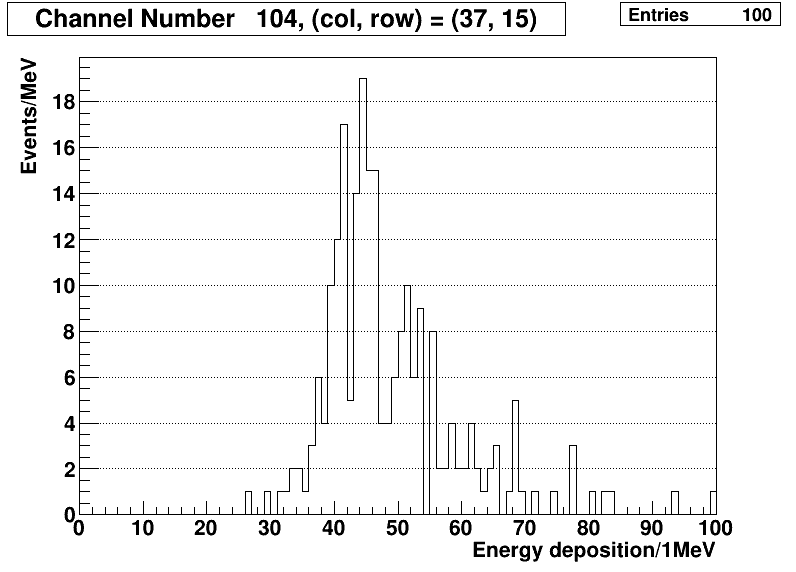 Channel Number 104, (col, row) = (37, 15)
Entries 100
Events/MeV
18
16
14
12
10
8
6
4
2
0
0 10 20 30 40 50 60 70 80 90 100
Energy deposition/1MeV